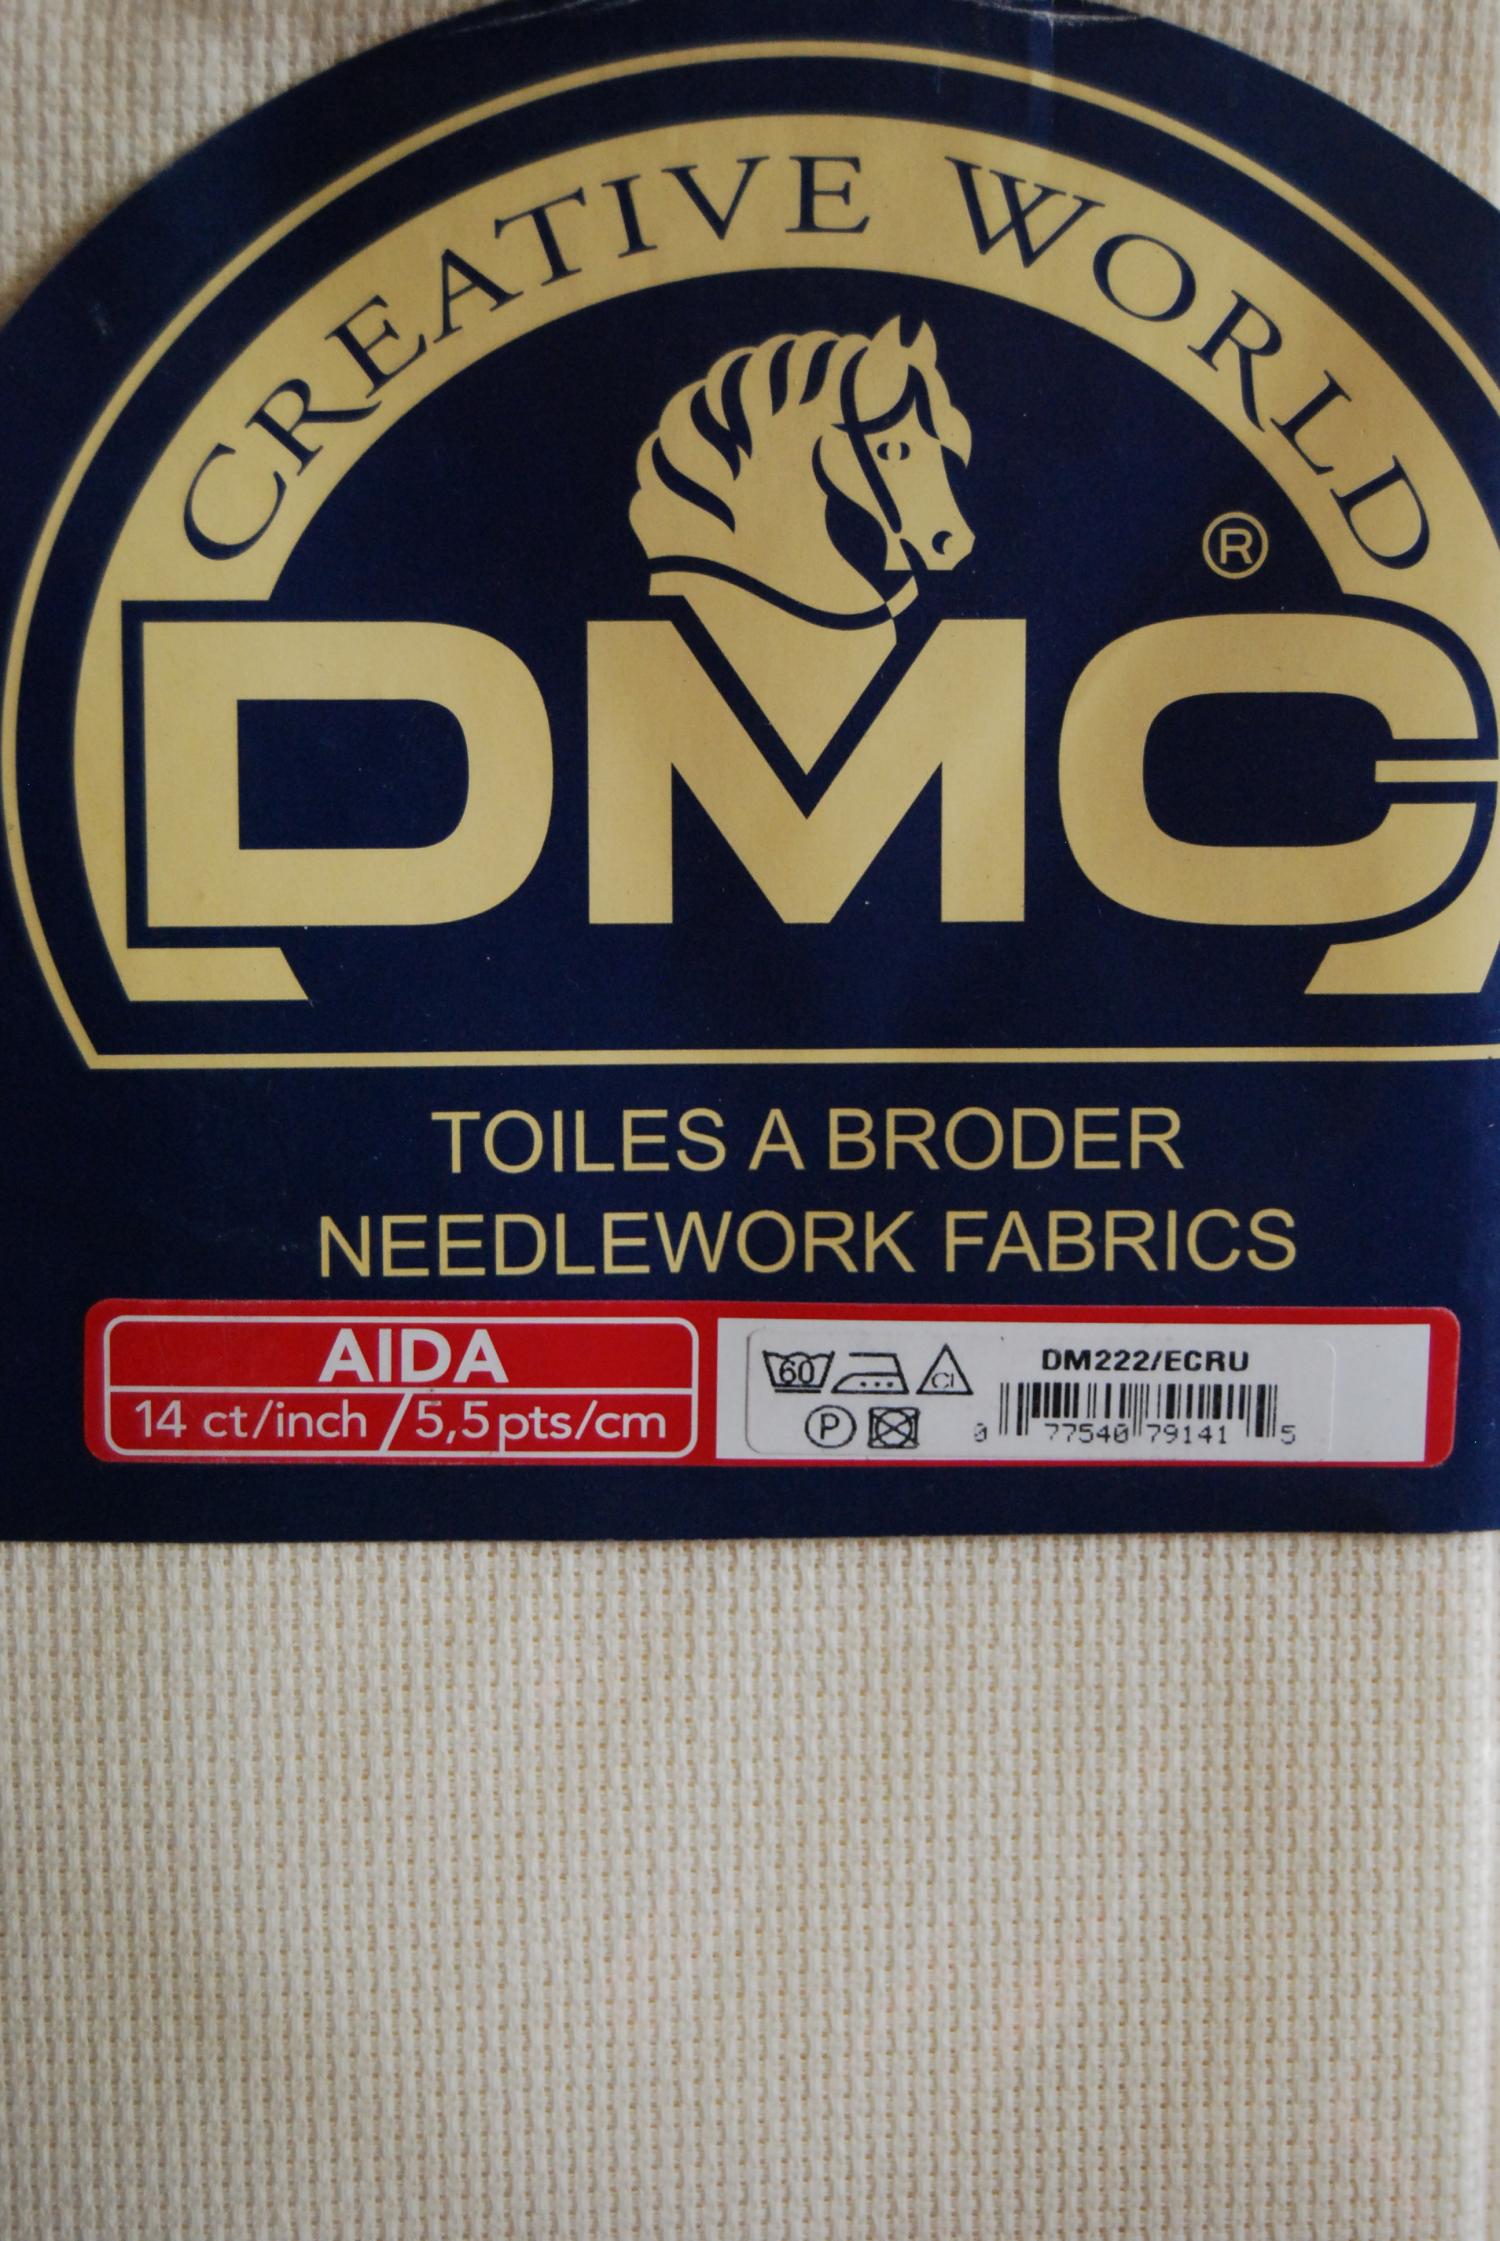 CREATIVE WORLD
®
DMC
TOILES A BRODER
NEEDLEWORK FABRICS
AIDA
14 ct/inch / 5,5pts/cm
60
Cl
P
DM222/ECRU
0 77540 79141 5